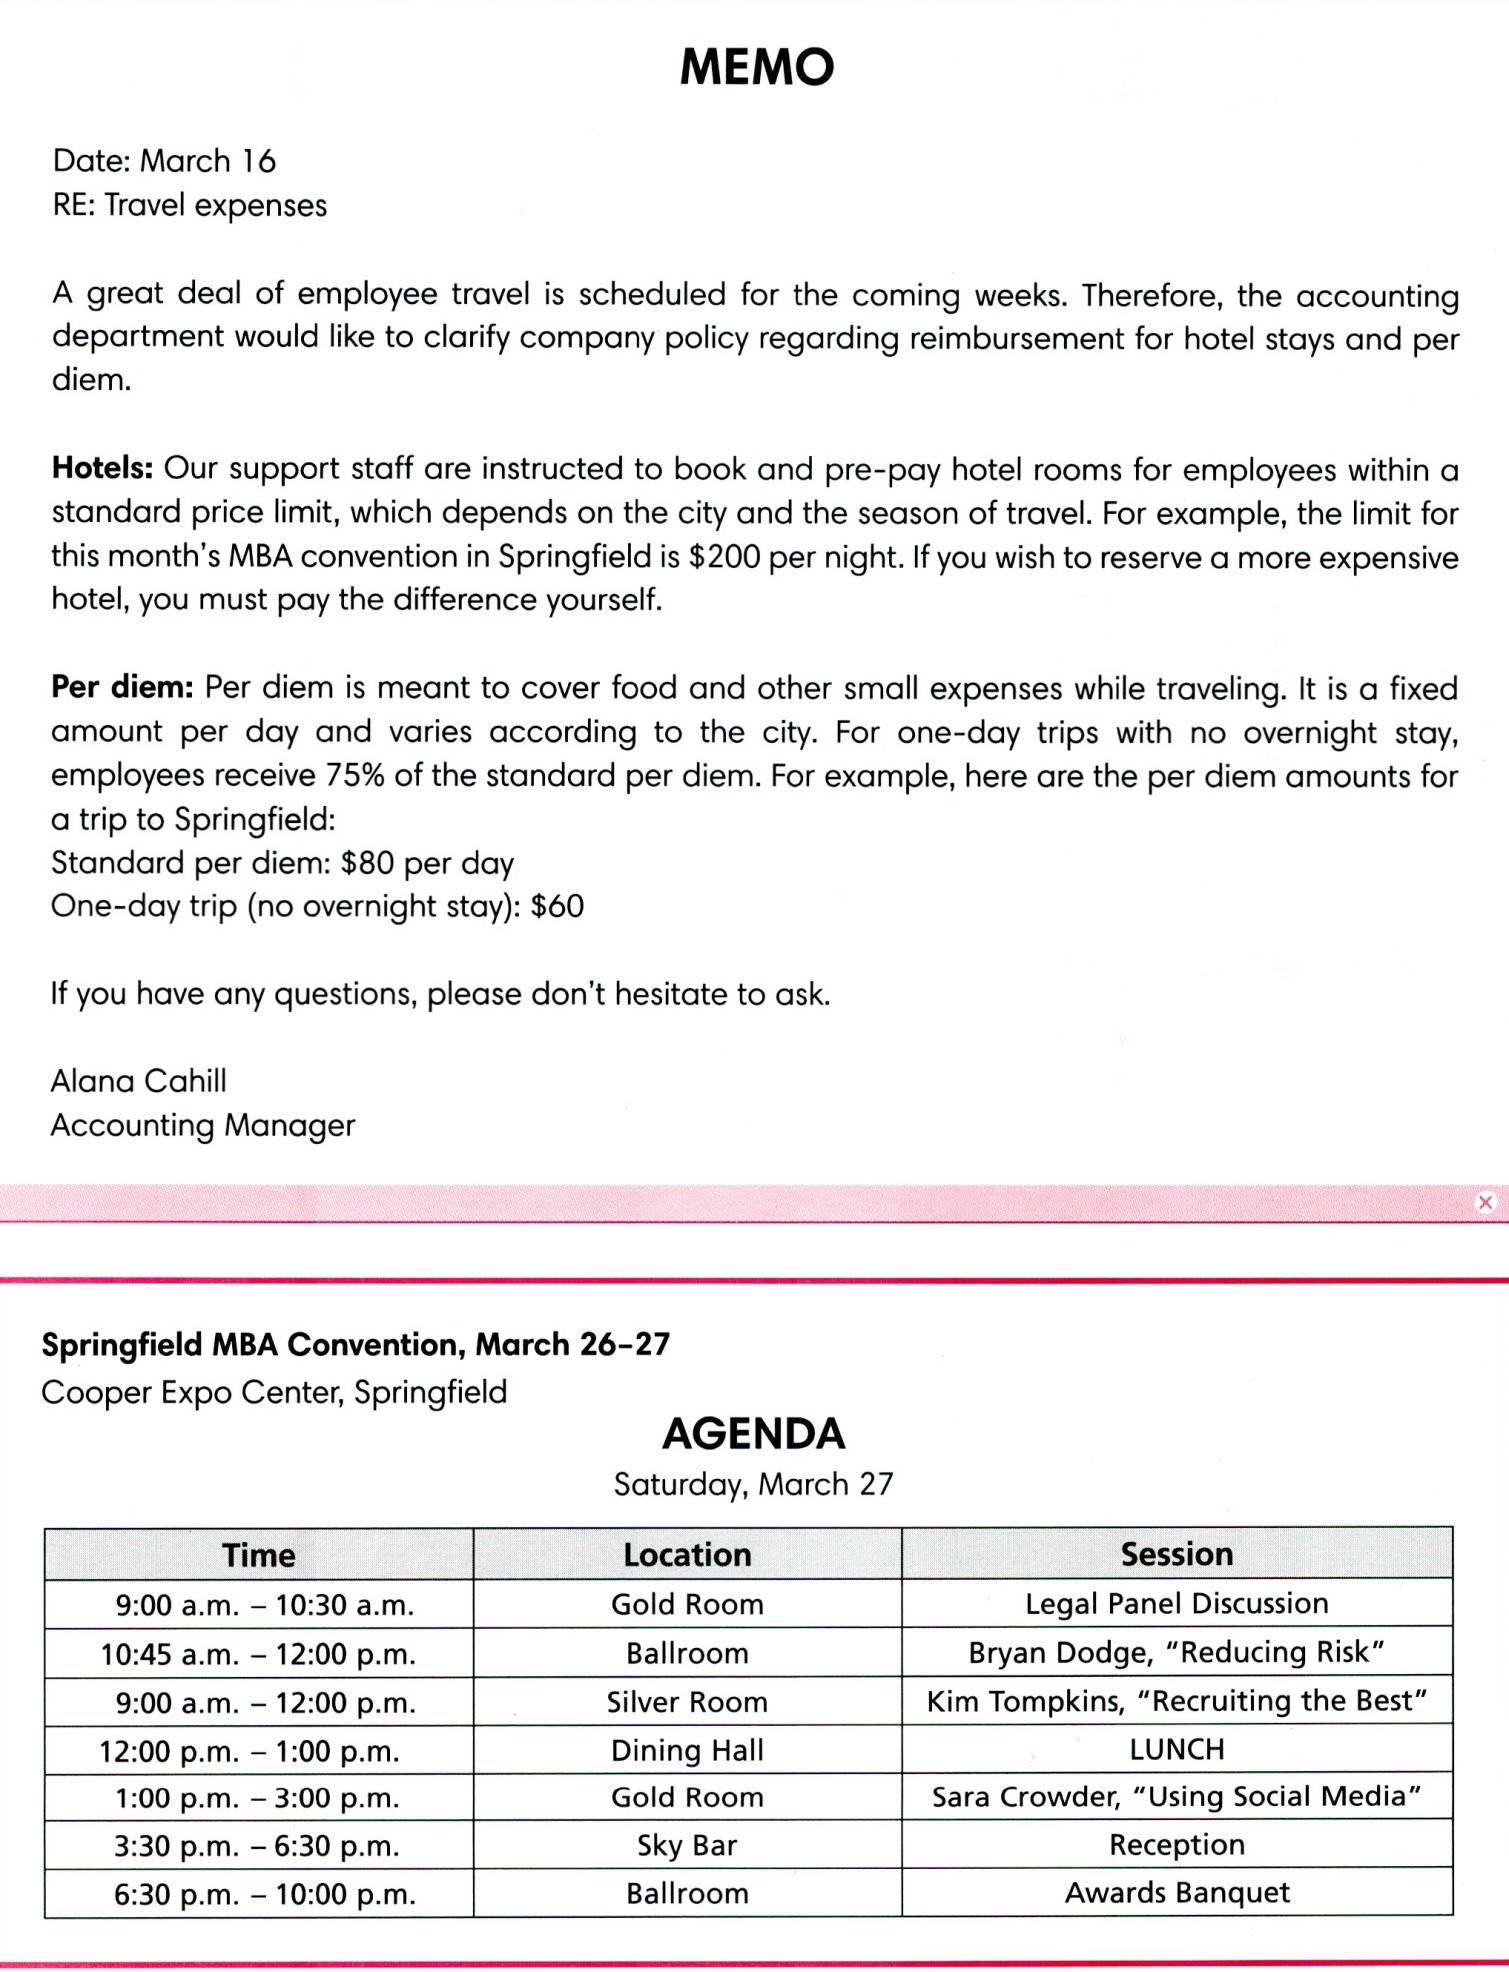 MEMO
Date: March 16
RE: Travel expenses
A great deal of employee travel is scheduled for the coming weeks. Therefore, the accounting
department would like to clarify company policy regarding reimbursement for hotel stays and per
diem.
Hotels: Our support staff are instructed to book and pre-pay hotel rooms for employees within a
standard price limit, which depends on the city and the season of travel. For example, the limit for
this month's MBA convention in Springfield is $200 per night. If you wish to reserve a more expensive
hotel, you must pay the difference yourself.
Per diem: Per diem is meant to cover food and other small expenses while traveling. It is a fixed
amount per day and varies according to the city. For one-day trips with no overnight stay,
employees receive 75% of the standard per diem. For example, here are the per diem amounts for
a trip to Springfield:
Standard per diem: $80 per day
One-day trip (no overnight stay): $60
If you have any questions, please don't hesitate to ask.
Alana Cahill
Accounting Manager
Springfield MBA Convention, March 26–27
Cooper Expo Center, Springfield
AGENDA
Saturday, March 27
Time Location Session
9:00 a.m. – 10:30 a.m. Gold Room Legal Panel Discussion
10:45 a.m. – 12:00 p.m. Ballroom Bryan Dodge, "Reducing Risk"
9:00 a.m. – 12:00 p.m. Silver Room Kim Tompkins, "Recruiting the Best"
12:00 p.m. – 1:00 p.m. Dining Hall LUNCH
1:00 p.m. – 3:00 p.m. Gold Room Sara Crowder, "Using Social Media"
3:30 p.m. – 6:30 p.m. Sky Bar Reception
6:30 p.m. – 10:00 p.m. Ballroom Awards Banquet